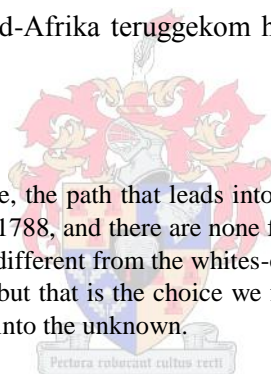 d-Afrika teruggekom h
e, the path that leads into
1788, and there are none f
different from the whites-o
but that is the choice we
into the unknown.
Pectora roborant cultus recti